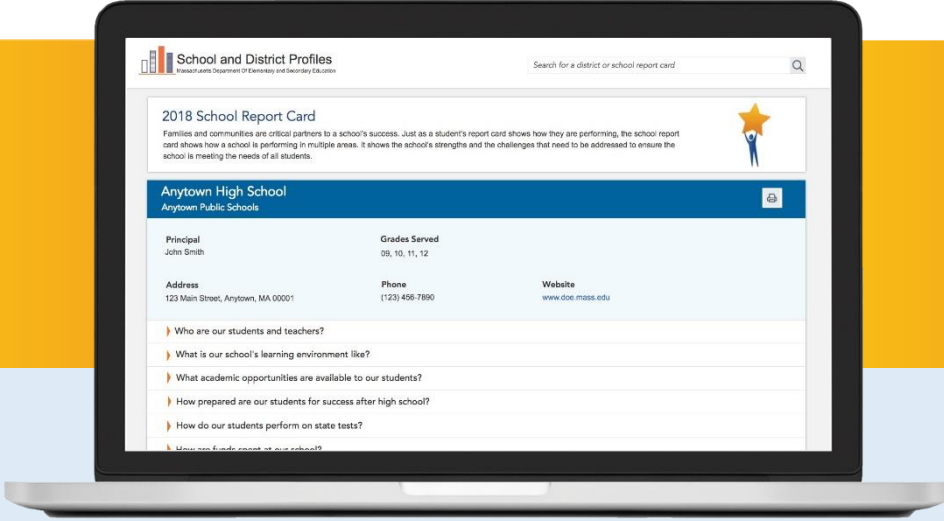 School and District Profiles
Massachusetts Department Of Elementary and Secondary Education
Search for a district or school report card
2018 School Report Card
Families and communities are critical partners to a school's success. Just as a student's report card shows how they are performing, the school report
card shows how a school is performing in multiple areas. It shows the school's strengths and the challenges that need to be addressed to ensure the
school is meeting the needs of all students.
Anytown High School
Anytown Public Schools
Principal
John Smith
Grades Served
09, 10, 11, 12
Address
123 Main Street, Anytown, MA 00001
Phone
(123) 456-7890
Website
www.doe.mass.edu
Who are our students and teachers?
What is our school's learning environment like?
What academic opportunities are available to our students?
How prepared are our students for success after high school?
How do our students perform on state tests?
How are funds spent at our school?